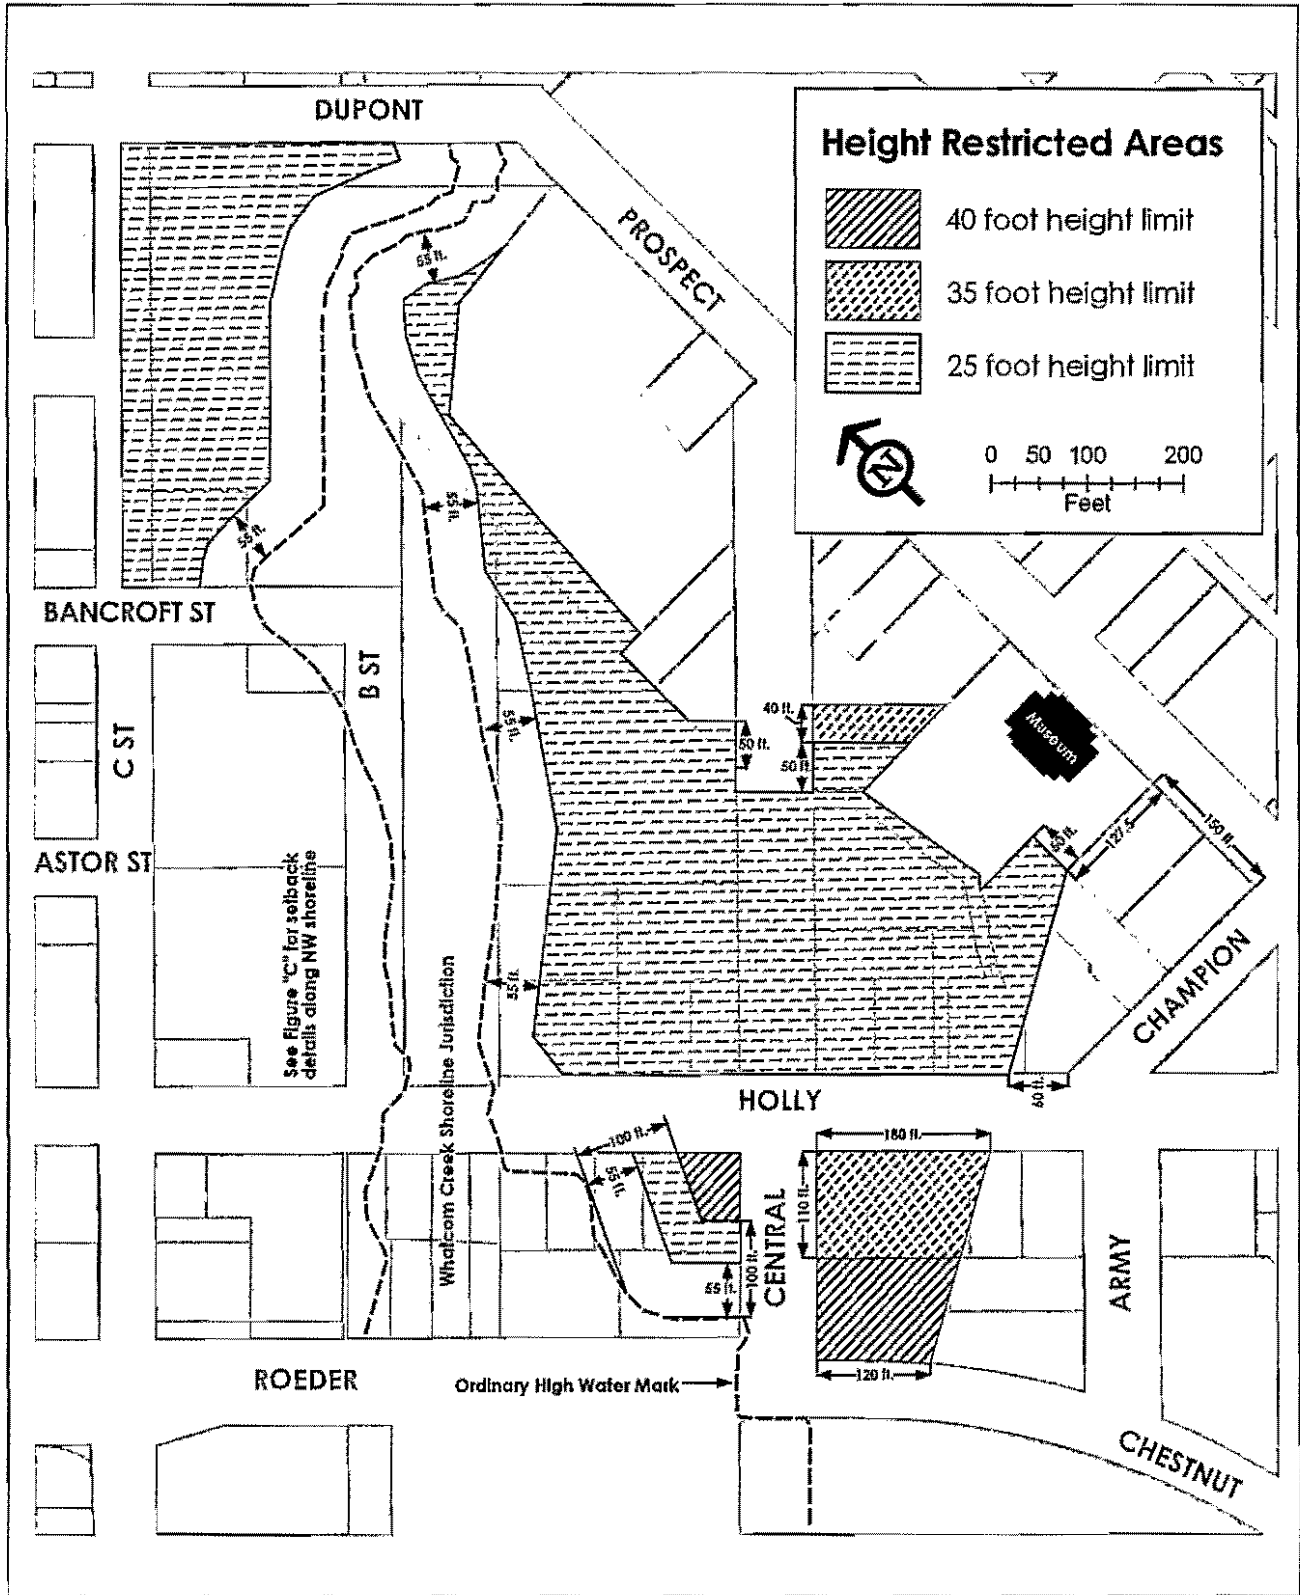 DUPONT
PROSPECT
Height Restricted Areas
40 foot height limit
35 foot height limit
25 foot height limit
N
0 50 100 200
Feet
55 ft.
55 ft.
55 ft.
BANCROFT ST
B ST
C ST
55 ft.
40 ft.
50 ft.
50 ft.
Museum
150 ft.
127.5
50 ft.
ASTOR ST
See Figure "C" for setback
details along NW shoreline
55 ft.
CHAMPION
Whatcom Creek Shoreline Jurisdiction
HOLLY
60 ft.
100 ft.
55 ft.
180 ft.
110 ft.
CENTRAL
100 ft.
55 ft.
ARMY
120 ft.
ROEDER
Ordinary High Water Mark
CHESTNUT